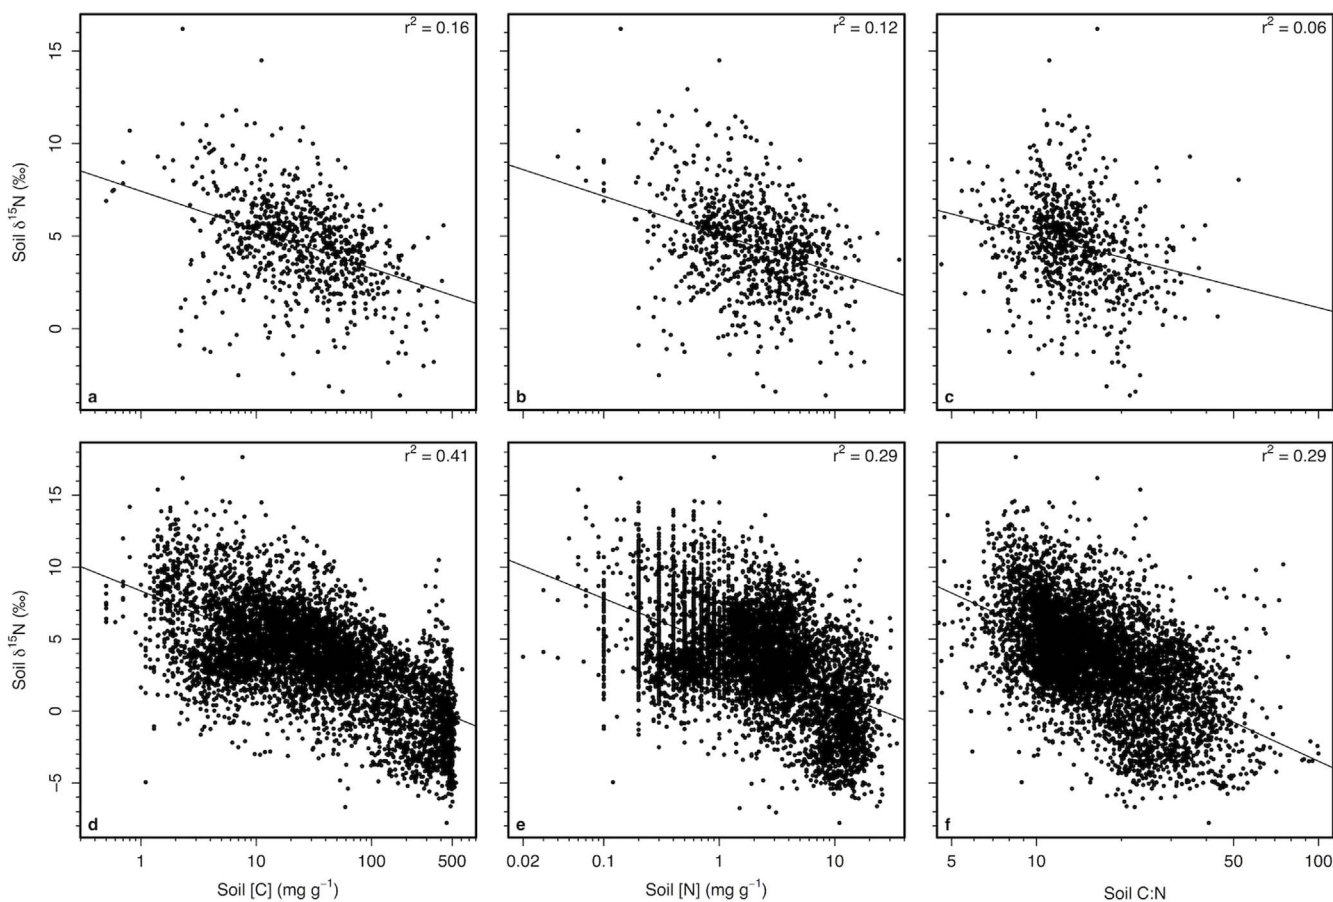 r² = 0.16
r² = 0.12
r² = 0.06
15
10
5
0
Soil δ¹⁵N (‰)
a
b
c
r² = 0.41
r² = 0.29
r² = 0.29
15
10
5
0
−5
Soil δ¹⁵N (‰)
d
e
f
1 10 100 500
0.02 0.1 1 10
5 10 50 100
Soil [C] (mg g⁻¹)
Soil [N] (mg g⁻¹)
Soil C:N